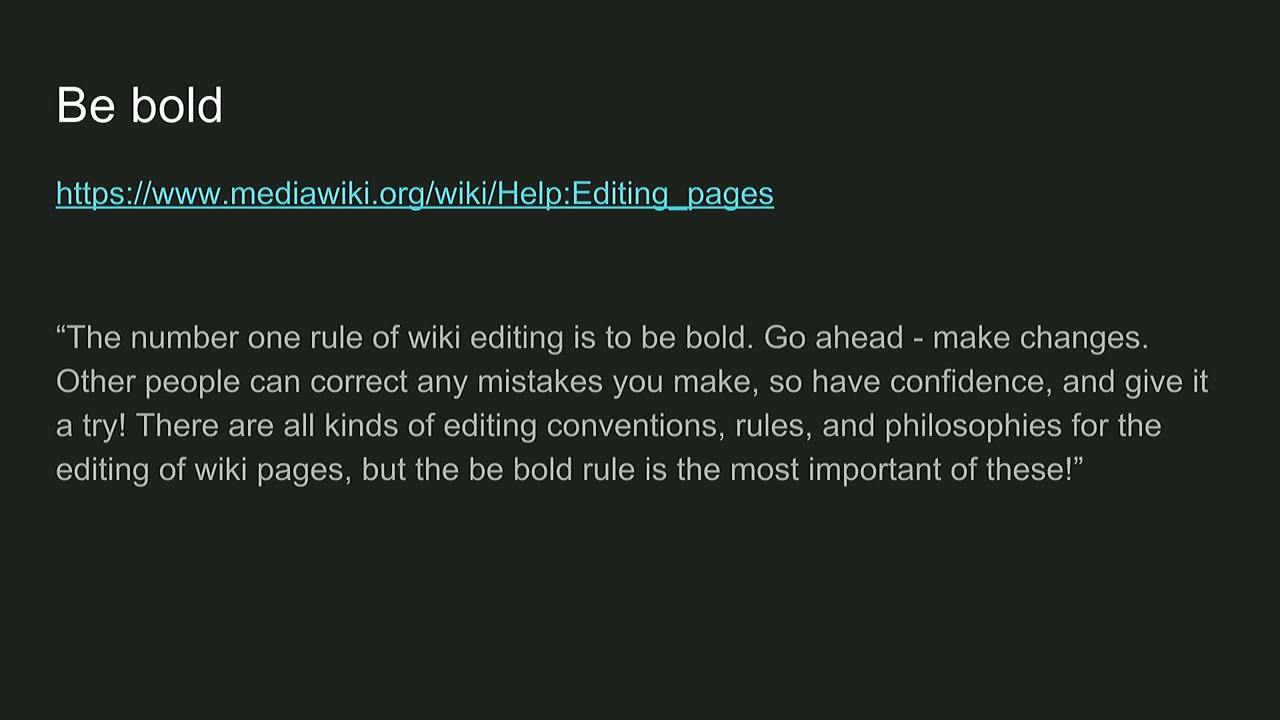 Be bold
https://www.mediawiki.org/wiki/Help:Editing_pages
“The number one rule of wiki editing is to be bold. Go ahead - make changes.
Other people can correct any mistakes you make, so have confidence, and give it
a try! There are all kinds of editing conventions, rules, and philosophies for the
editing of wiki pages, but the be bold rule is the most important of these!”